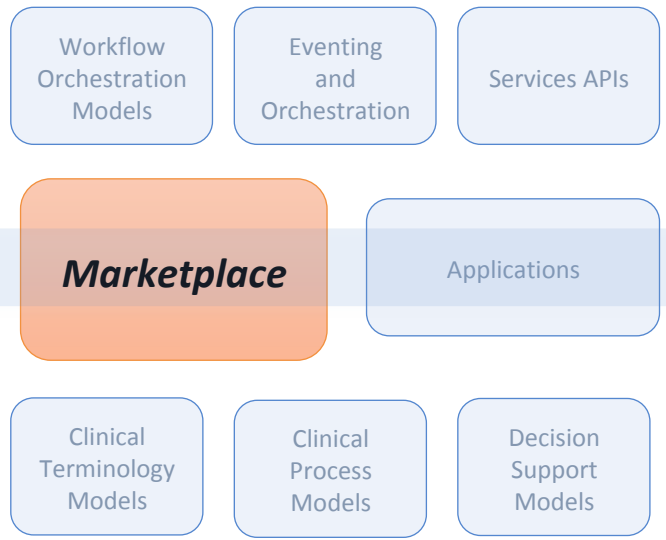 Workflow
Orchestration
Models
Eventing
and
Orchestration
Services APIs
Marketplace
Applications
Clinical
Terminology
Models
Clinical
Process
Models
Decision
Support
Models